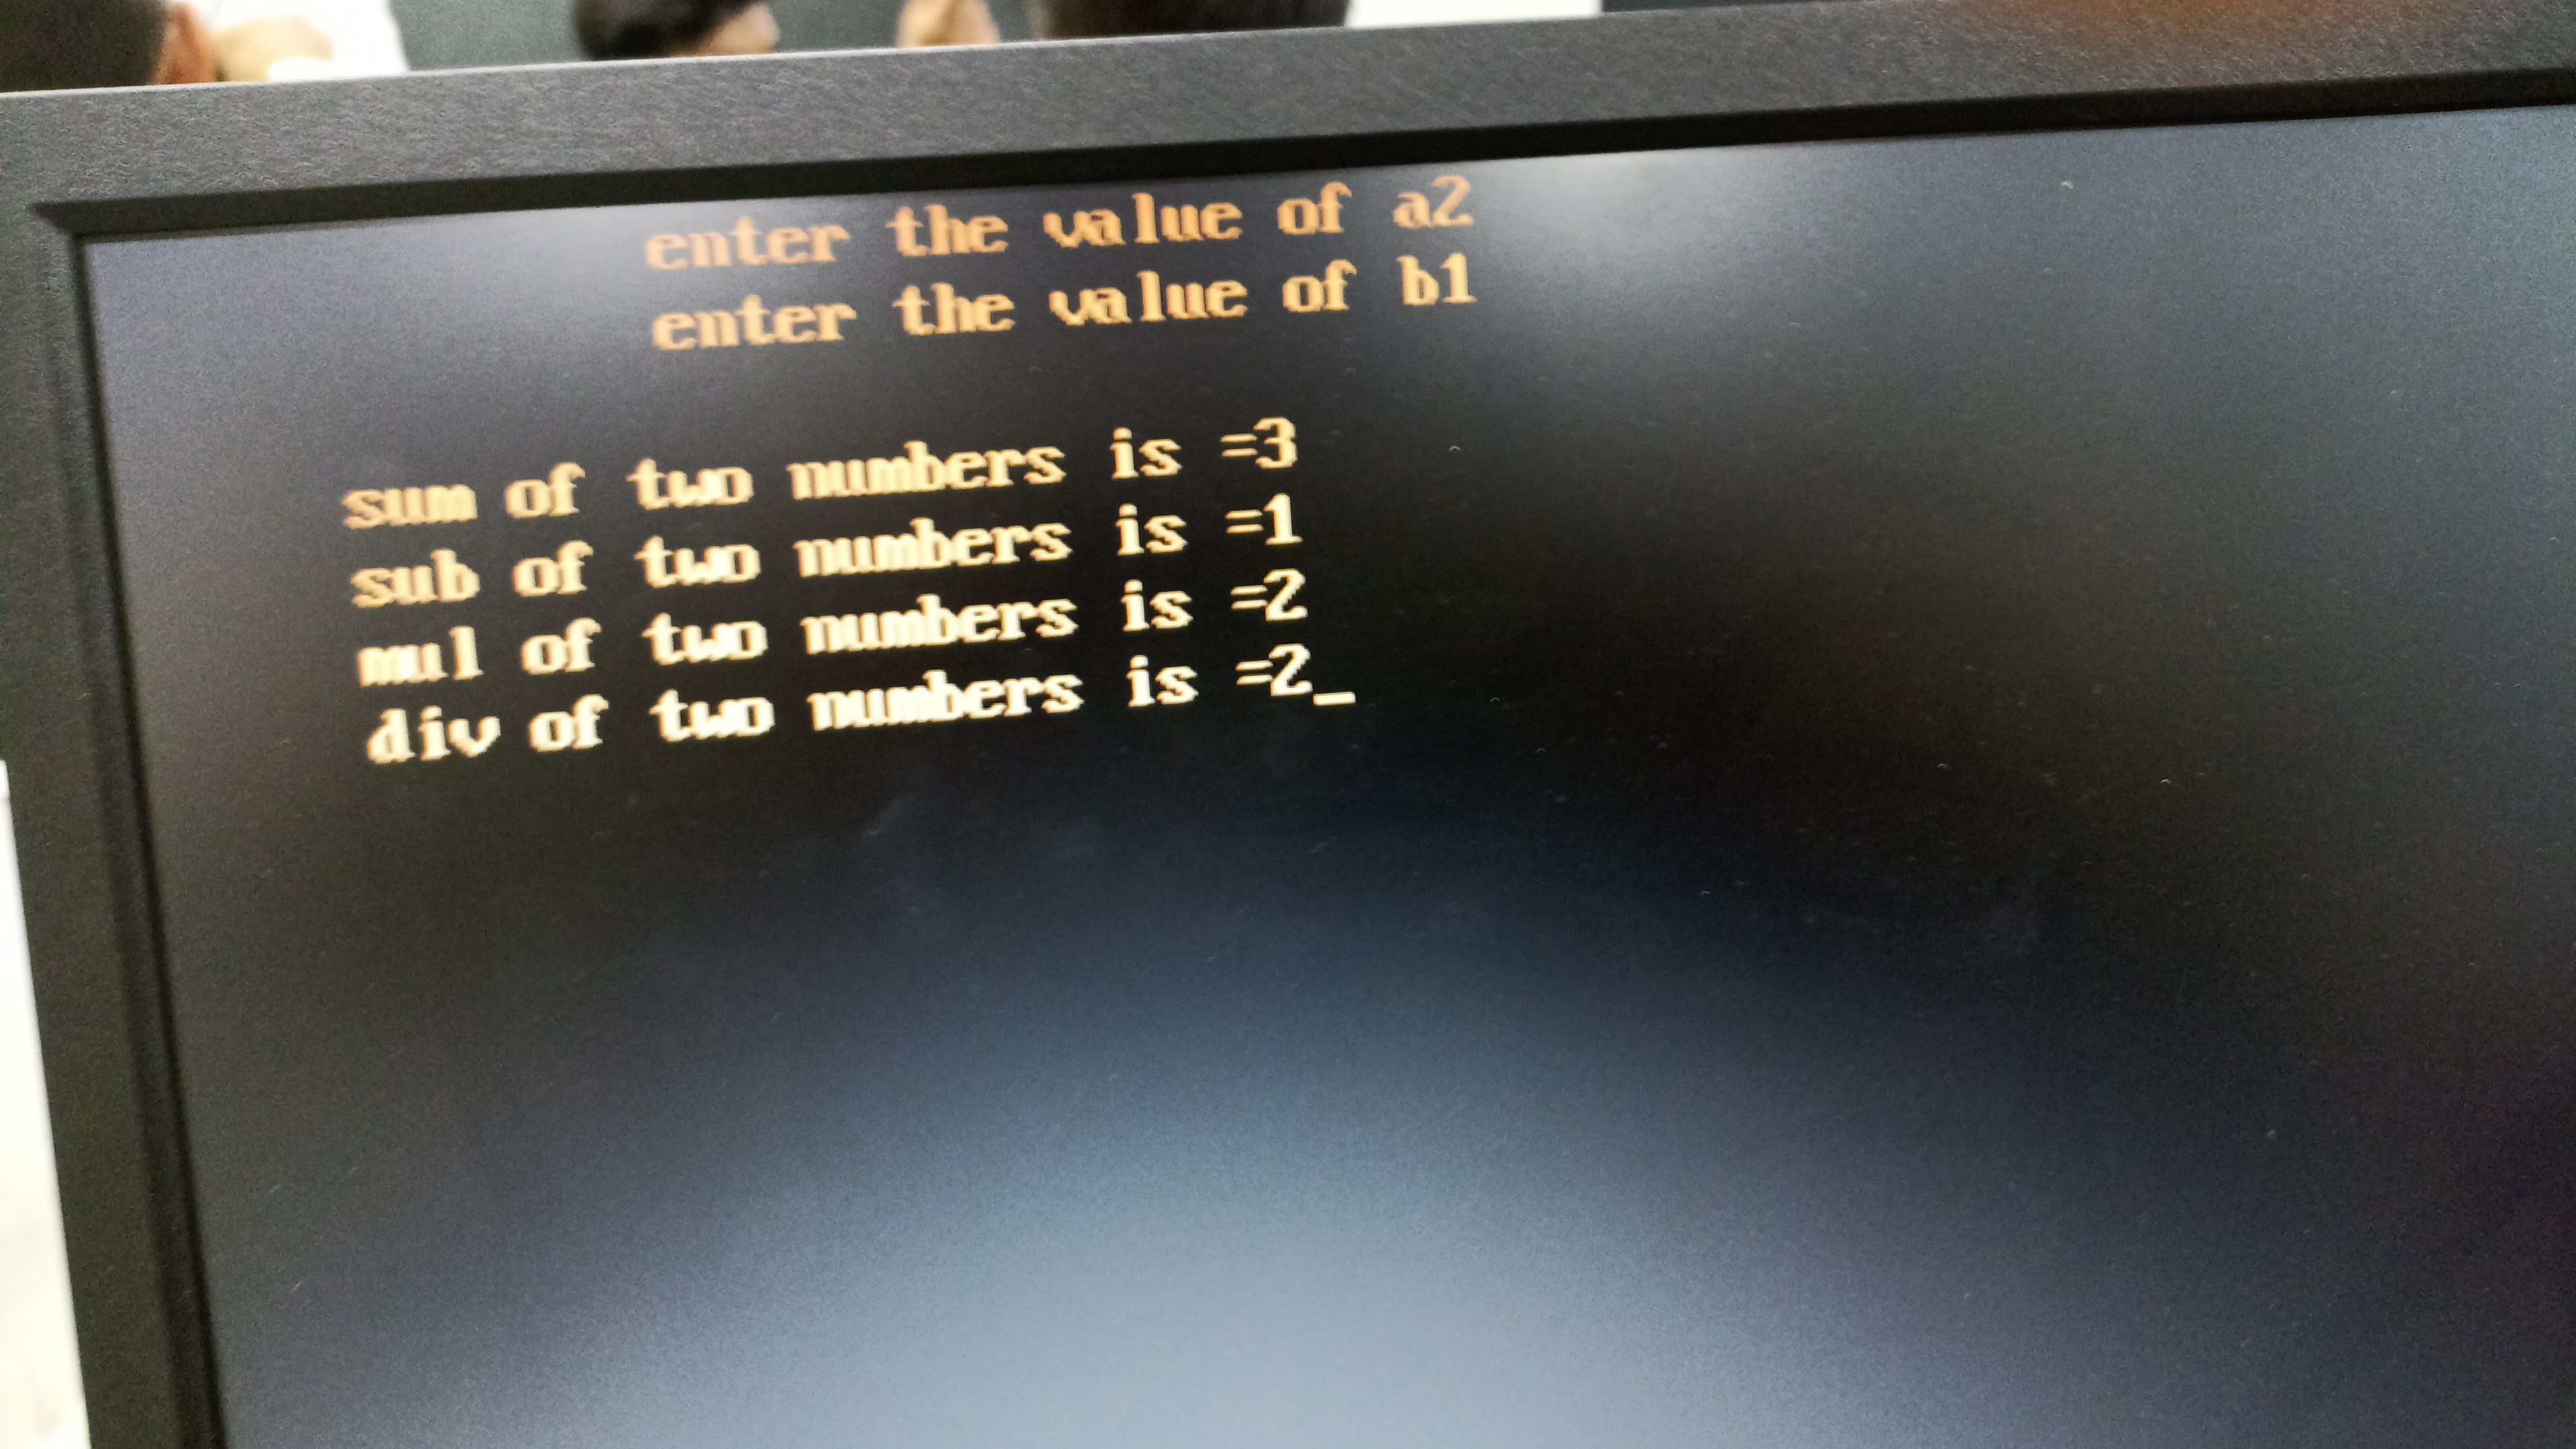 enter the value of a2
enter the value of b1
sum of two numbers is =3
sub of two numbers is =1
mul of two numbers is =2
div of two numbers is =2_